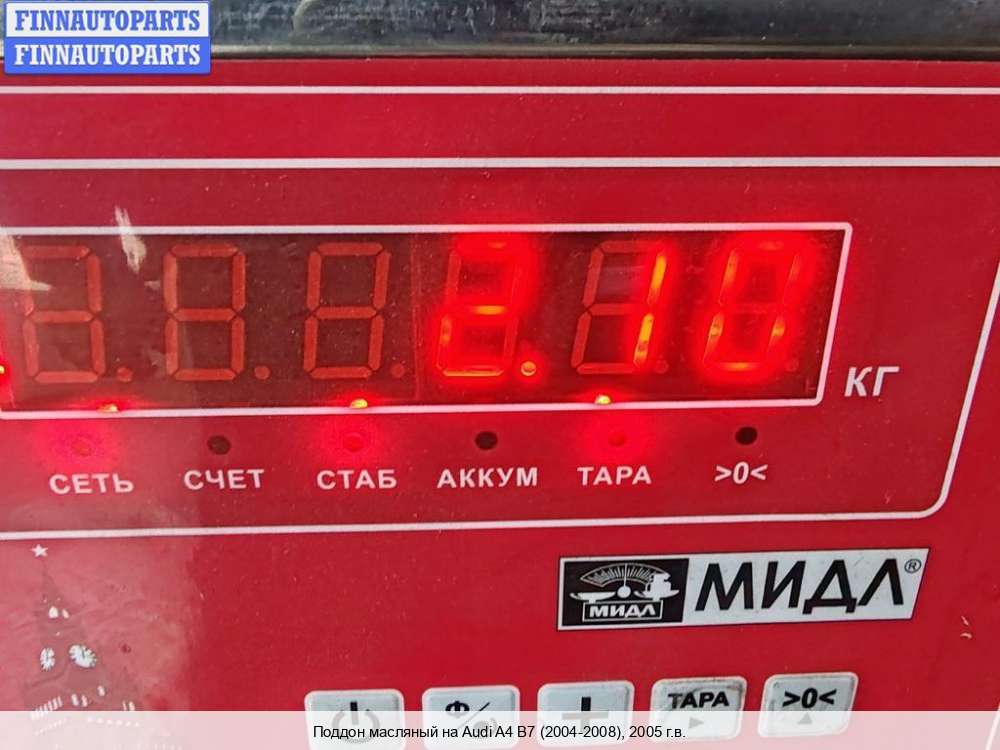 FINNAUTOPARTS
FINNAUTOPARTS
2.10
КГ
СЕТЬ СЧЕТ СТАБ АККУМ ТАРА >0<
МИДЛ МИДЛ®
Ф/ + ТАРА >0<
Поддон масляный на Audi A4 B7 (2004-2008), 2005 г.в.